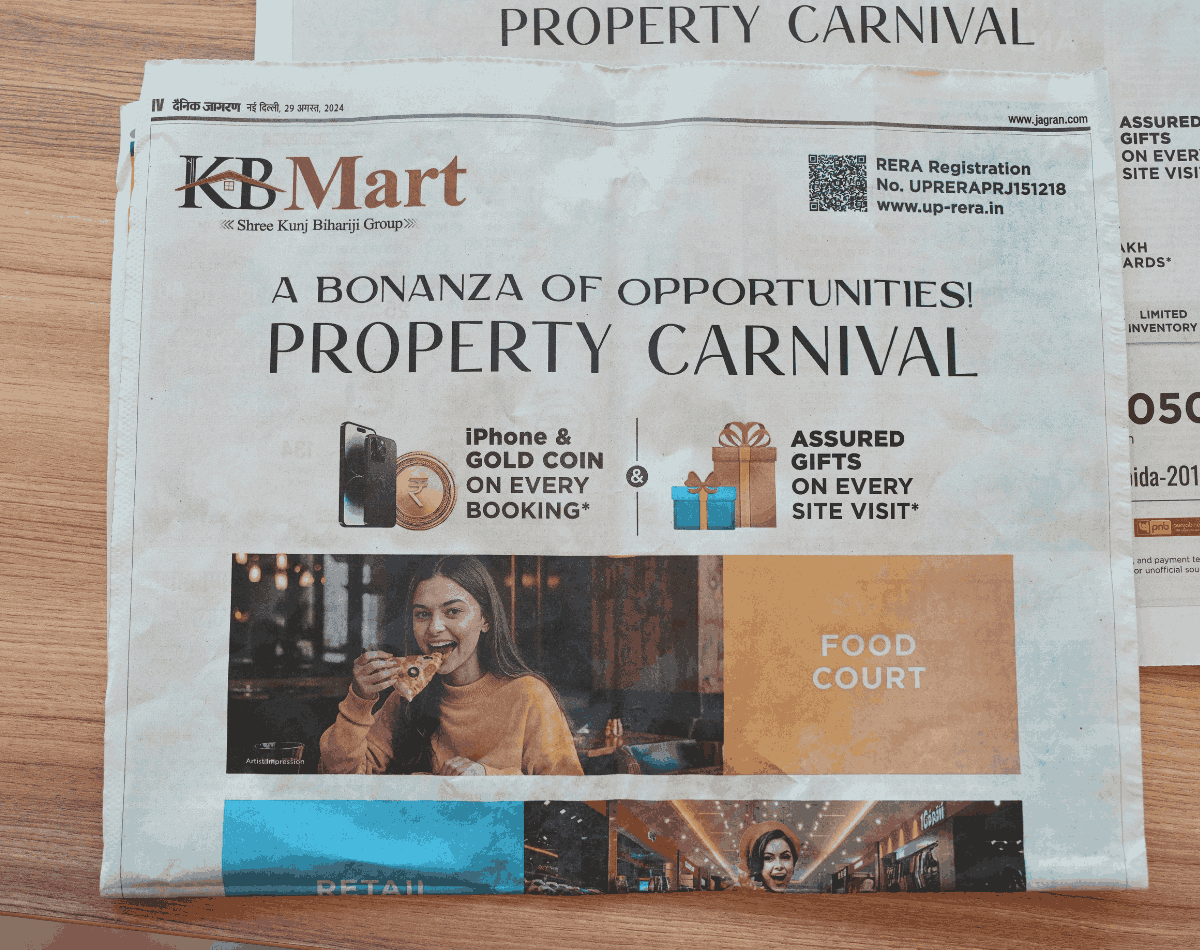 PROPERTY CARNIVAL
IV दैनिक जागरण नई दिल्ली, 29 अगस्त, 2024
www.jagran.com
KB Mart
Shree Kunj Bihariji Group
RERA Registration
No. UPRERAPRJ151218
www.up-rera.in
A BONANZA OF OPPORTUNITIES!
PROPERTY CARNIVAL
iPhone &
GOLD COIN
ON EVERY
BOOKING*
&
ASSURED
GIFTS
ON EVERY
SITE VISIT*
Artist Impression
FOOD
COURT
RETAIL
ASSURED
GIFTS
ON EVER
SITE VISI
AKH
ARDS*
LIMITED
INVENTORY
050
ida-201
pnb
and payment te
or unofficial sou